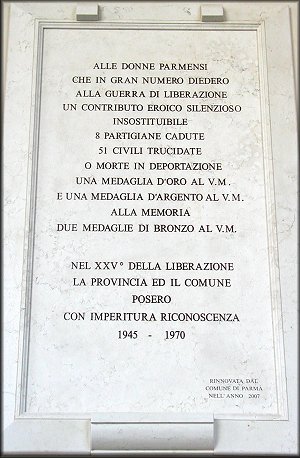 ALLE DONNE PARMENSI
CHE IN GRAN NUMERO DIEDERO
ALLA GUERRA DI LIBERAZIONE
UN CONTRIBUTO EROICO SILENZIOSO
INSOSTITUIBILE
8 PARTIGIANE CADUTE
51 CIVILI TRUCIDATE
O MORTE IN DEPORTAZIONE
UNA MEDAGLIA D'ORO AL V.M.
E UNA MEDAGLIA D'ARGENTO AL V.M.
ALLA MEMORIA
DUE MEDAGLIE DI BRONZO AL V.M.
NEL XXV° DELLA LIBERAZIONE
LA PROVINCIA ED IL COMUNE
POSERO
CON IMPERITURA RICONOSCENZA
1945 - 1970
RINNOVATA DAL
COMUNE DI PARMA
NELL'ANNO 2007